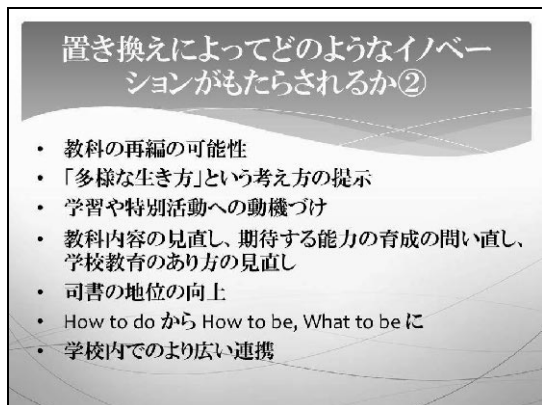 置き換えによってどのようなイノベー
ションがもたらされるか②
• 教科の再編の可能性
• 「多様な生き方」という考え方の提示
• 学習や特別活動への動機づけ
• 教科内容の見直し、期待する能力の育成の問い直し、
学校教育のあり方の見直し
• 司書の地位の向上
• How to do から How to be, What to be に
• 学校内でのより広い連携